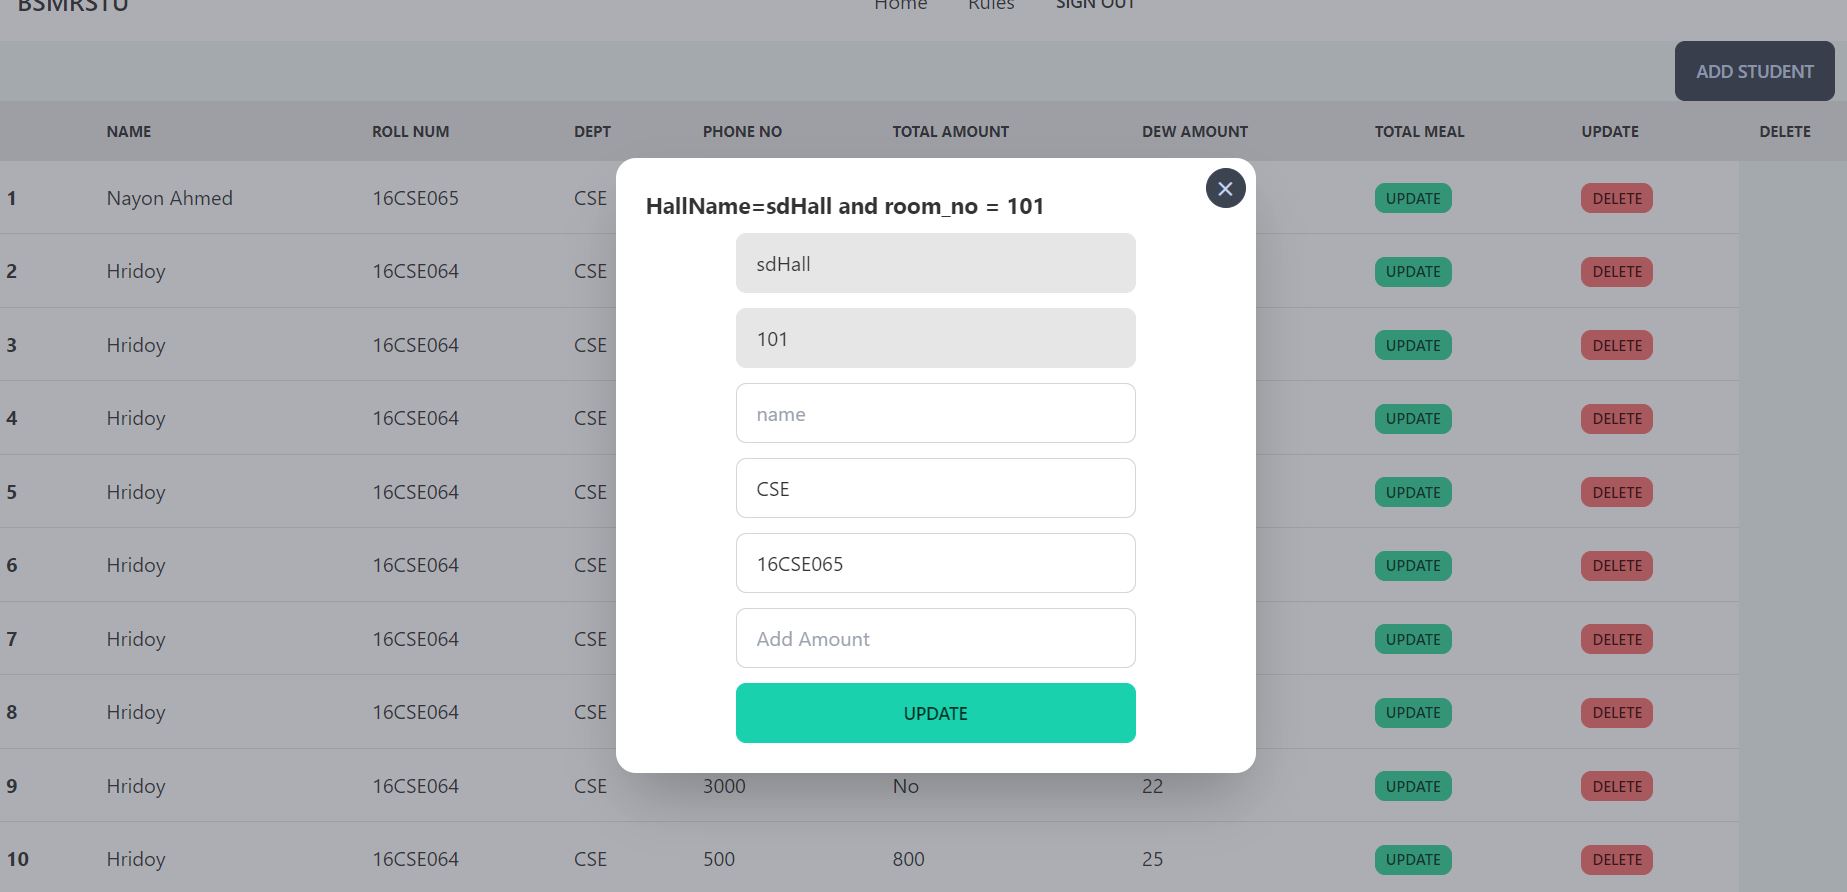 BSMRSTU Home Rules SIGN OUT
ADD STUDENT
NAME ROLL NUM DEPT PHONE NO TOTAL AMOUNT DEW AMOUNT TOTAL MEAL UPDATE DELETE
1 Nayon Ahmed 16CSE065 CSE UPDATE DELETE
2 Hridoy 16CSE064 CSE UPDATE DELETE
3 Hridoy 16CSE064 CSE UPDATE DELETE
4 Hridoy 16CSE064 CSE UPDATE DELETE
5 Hridoy 16CSE064 CSE UPDATE DELETE
6 Hridoy 16CSE064 CSE UPDATE DELETE
7 Hridoy 16CSE064 CSE UPDATE DELETE
8 Hridoy 16CSE064 CSE UPDATE DELETE
9 Hridoy 16CSE064 CSE 3000 No 22 UPDATE DELETE
10 Hridoy 16CSE064 CSE 500 800 25 UPDATE DELETE
HallName=sdHall and room_no = 101
✕
sdHall
101
name
CSE
16CSE065
Add Amount
UPDATE